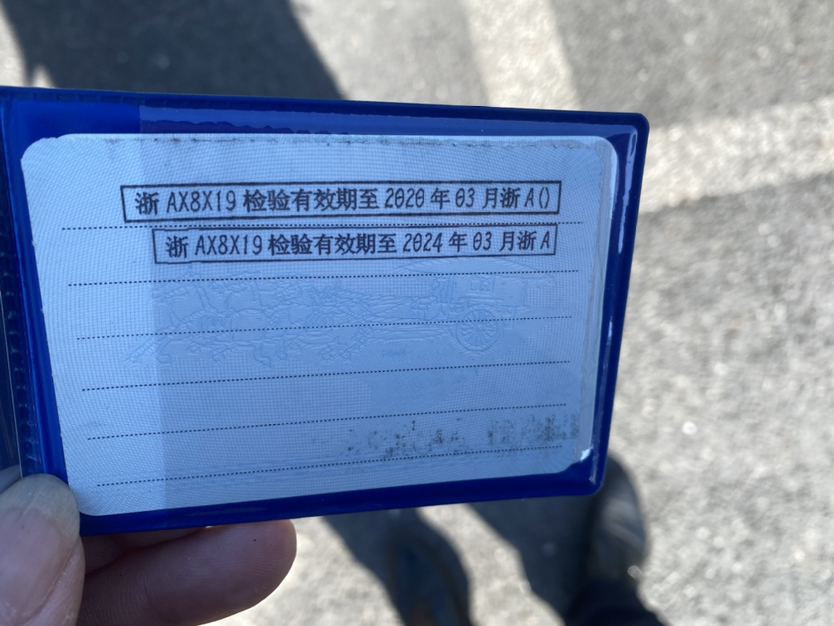 浙 AX8X19 检验有效期至 2020 年 03 月浙 A()
浙 AX8X19 检验有效期至 2024 年 03 月浙 A